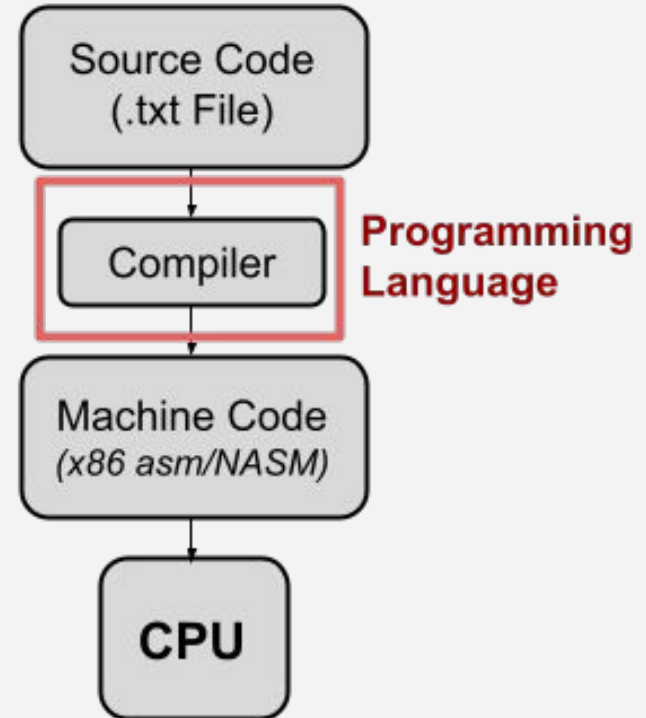 Source Code
(.txt File)
Compiler
Programming
Language
Machine Code
(x86 asm/NASM)
CPU